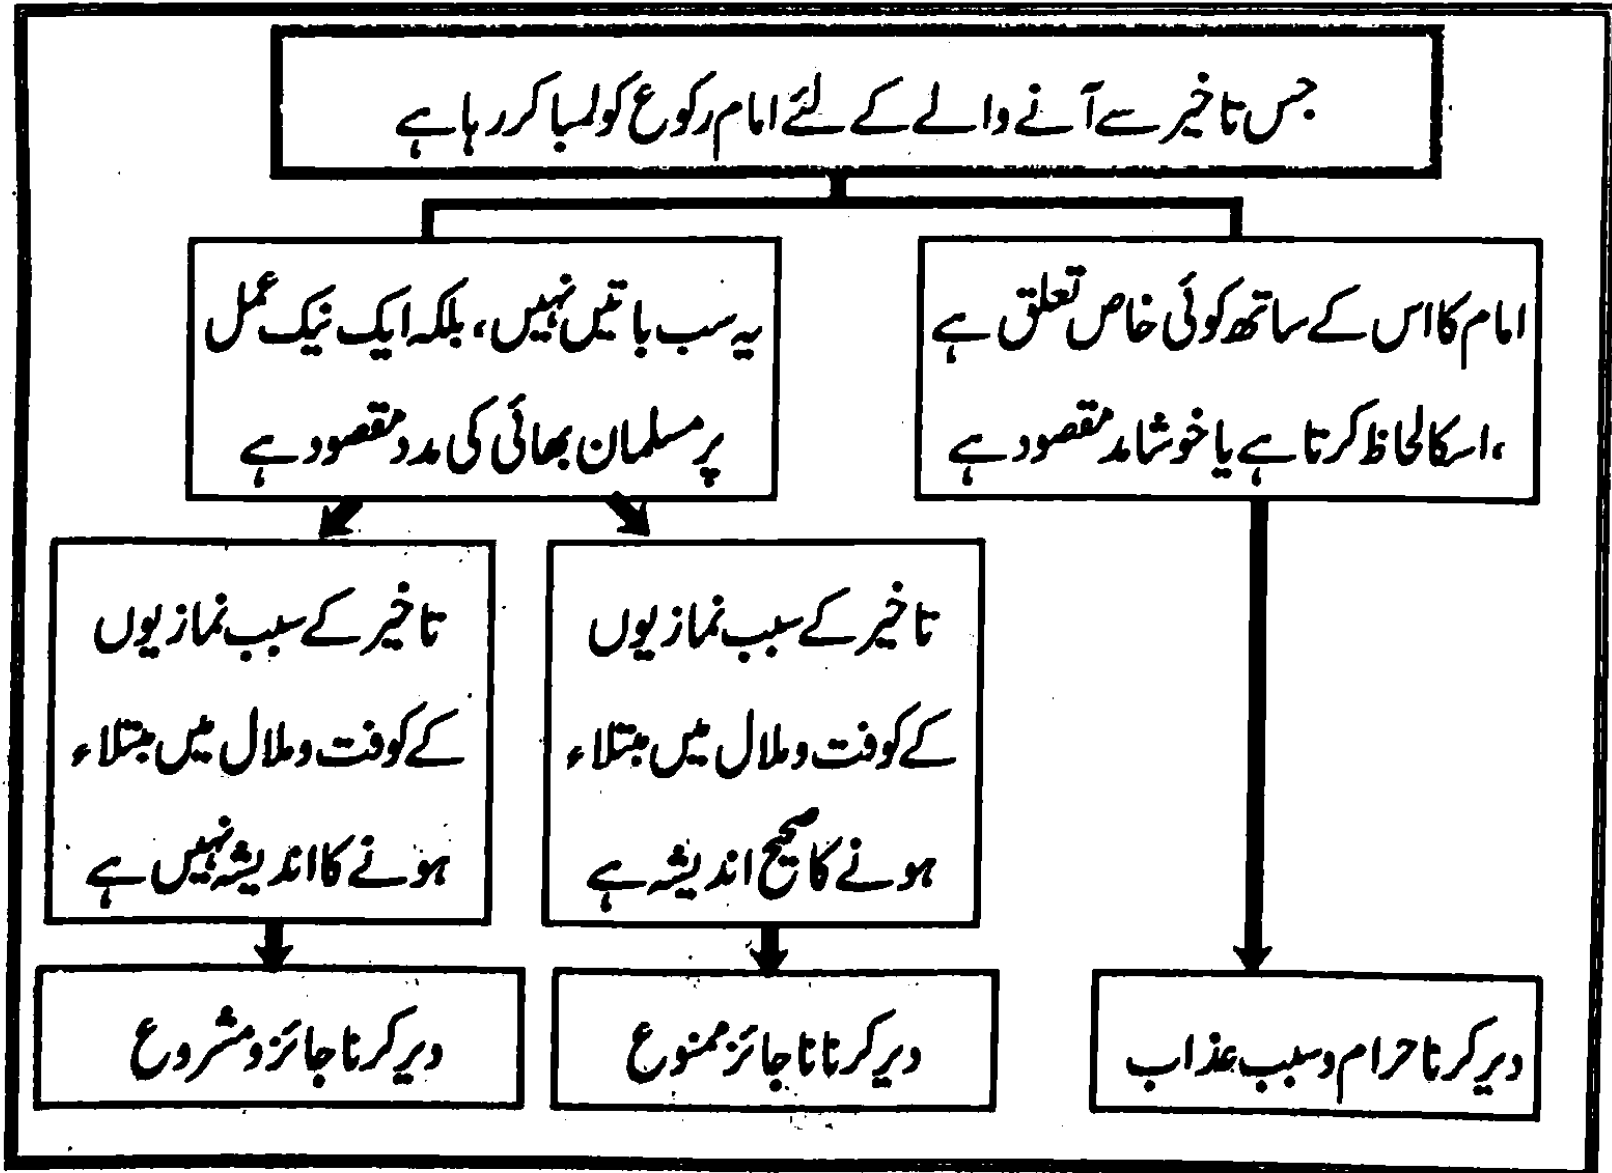 جس تاخیر سے آنے والے کے لئے امام رکوع کو لمبا کر رہا ہے
امام کا اس کے ساتھ کوئی خاص تعلق ہے
،اسکا لحاظ کرتا ہے یا خوشامد مقصود ہے
یہ سب باتیں نہیں، بلکہ ایک نیک عمل
پر مسلمان بھائی کی مدد مقصود ہے
تاخیر کے سبب نمازیوں
کے کوفت و ملال میں مبتلاء
ہونے کا صحیح اندیشہ ہے
تاخیر کے سبب نمازیوں
کے کوفت و ملال میں مبتلاء
ہونے کا اندیشہ نہیں ہے
دیر کرنا حرام و سبب عذاب
دیر کرنا نا جائز ممنوع
دیر کرنا جائز و مشروع